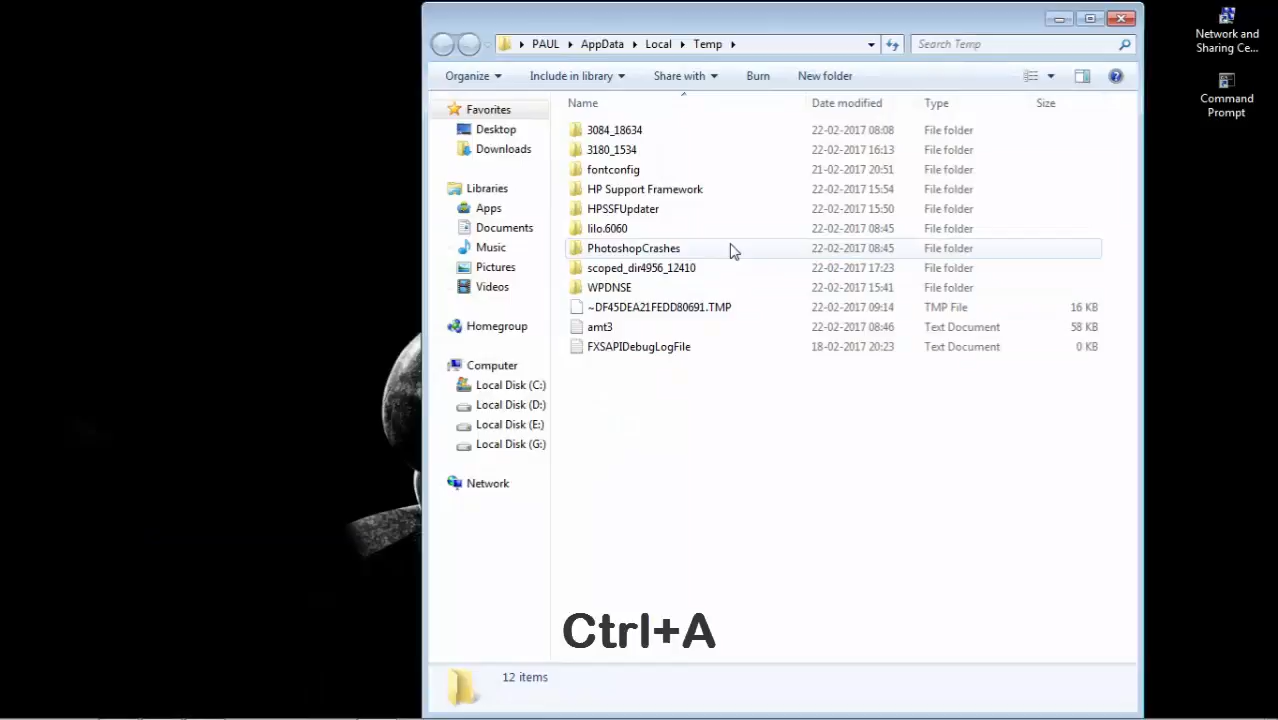 PAUL AppData Local Temp
Search Temp
Organize Include in library Share with Burn New folder
Name Date modified Type Size
Favorites
Desktop
Downloads
Libraries
Apps
Documents
Music
Pictures
Videos
Homegroup
Computer
Local Disk (C:)
Local Disk (D:)
Local Disk (E:)
Local Disk (G:)
Network
3084_18634 22-02-2017 08:08 File folder
3180_1534 22-02-2017 16:13 File folder
fontconfig 21-02-2017 20:51 File folder
HP Support Framework 22-02-2017 15:54 File folder
HPSSFUpdater 22-02-2017 15:50 File folder
lilo.6060 22-02-2017 08:45 File folder
PhotoshopCrashes 22-02-2017 08:45 File folder
scoped_dir4956_12410 22-02-2017 17:23 File folder
WPDNSE 22-02-2017 15:41 File folder
~DF45DEA21FEDD80691.TMP 22-02-2017 09:14 TMP File 16 KB
amt3 22-02-2017 08:46 Text Document 58 KB
FXSAPIDebugLogFile 18-02-2017 20:23 Text Document 0 KB
Ctrl+A
12 items
Network and
Sharing Ce...
Command
Prompt